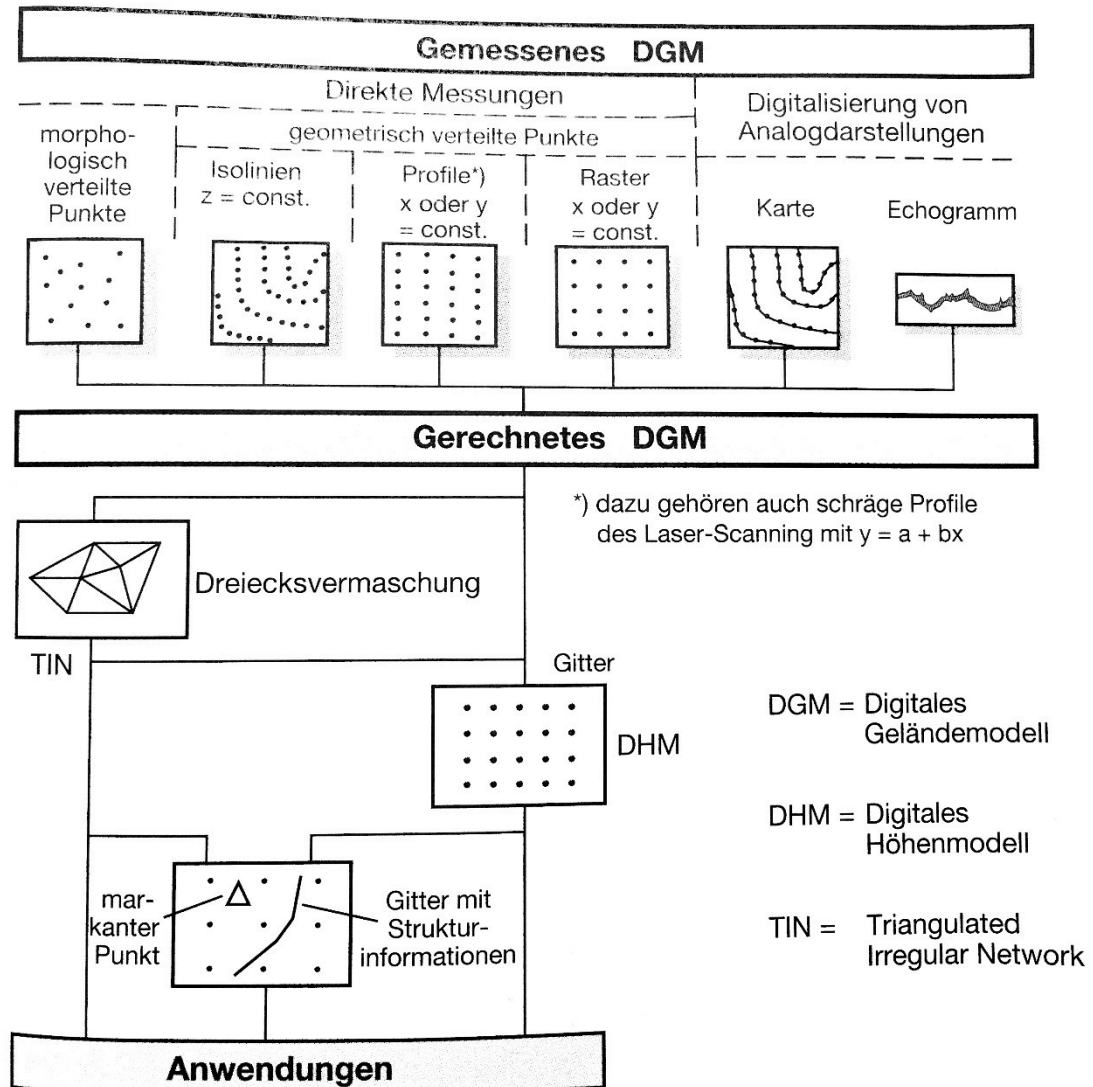 Gemessenes DGM
Direkte Messungen
Digitalisierung von
Analogdarstellungen
morpho-
logisch
verteilte
Punkte
geometrisch verteilte Punkte
Isolinien
z = const.
Profile*)
x oder y
= const.
Raster
x oder y
= const.
Karte
Echogramm
Gerechnetes DGM
*) dazu gehören auch schräge Profile
des Laser-Scanning mit y = a + bx
Dreiecksvermaschung
TIN
Gitter
DHM
DGM = Digitales
Geländemodell
DHM = Digitales
Höhenmodell
TIN = Triangulated
Irregular Network
mar-
kanter
Punkt
Gitter mit
Struktur-
informationen
Anwendungen